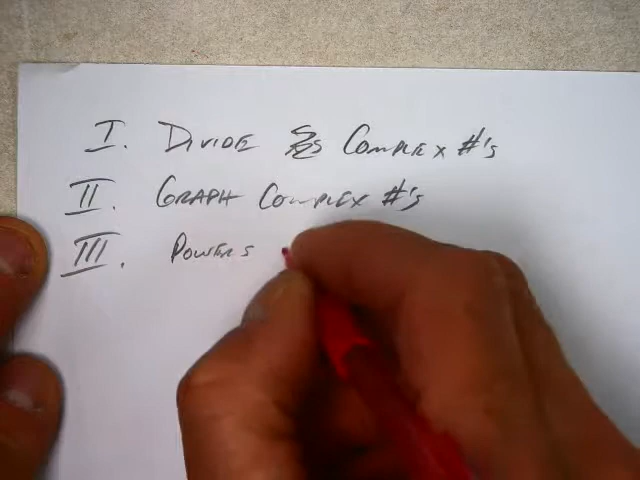 I. DIVIDE COMPLEX #'s
II. GRAPH COMPLEX #'s
III. POWERS